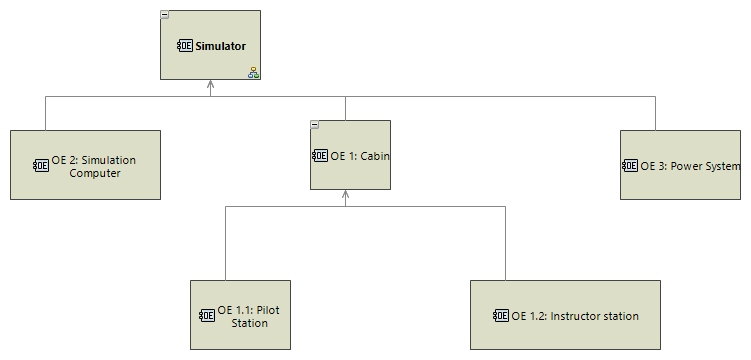 OE Simulator
OE OE 2: Simulation
Computer
OE OE 1: Cabin
OE OE 3: Power System
OE OE 1.1: Pilot
Station
OE OE 1.2: Instructor station